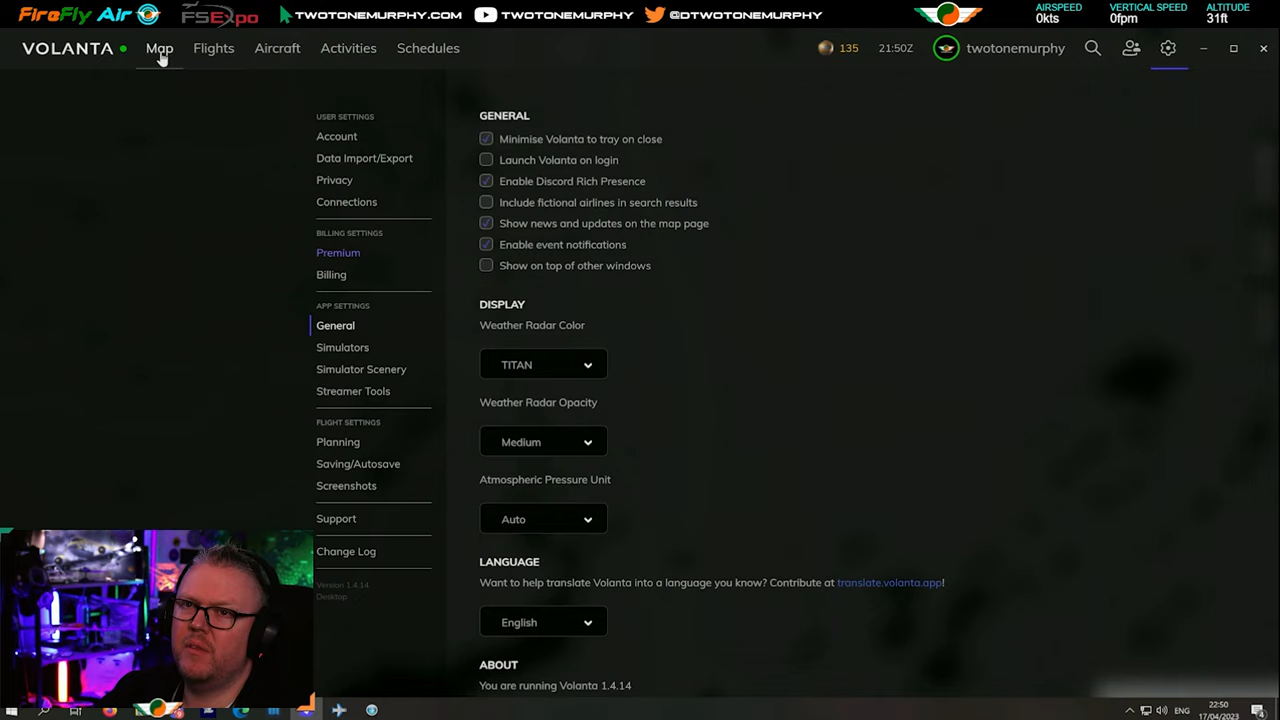 FireFly Air FSExpo TWOTONEMURPHY.COM TWOTONEMURPHY @DTWOTONEMURPHY
AIRSPEED VERTICAL SPEED ALTITUDE
0kts 0fpm 31ft
VOLANTA Map Flights Aircraft Activities Schedules 135 21:50Z twotonemurphy
USER SETTINGS
Account
Data Import/Export
Privacy
Connections
BILLING SETTINGS
Premium
Billing
APP SETTINGS
General
Simulators
Simulator Scenery
Streamer Tools
FLIGHT SETTINGS
Planning
Saving/Autosave
Screenshots
Support
Change Log
Version 1.4.14
Desktop
GENERAL
Minimise Volanta to tray on close
Launch Volanta on login
Enable Discord Rich Presence
Include fictional airlines in search results
Show news and updates on the map page
Enable event notifications
Show on top of other windows
DISPLAY
Weather Radar Color
TITAN
Weather Radar Opacity
Medium
Atmospheric Pressure Unit
Auto
LANGUAGE
Want to help translate Volanta into a language you know? Contribute at translate.volanta.app!
English
ABOUT
You are running Volanta 1.4.14
ENG
22:50
17/04/2023